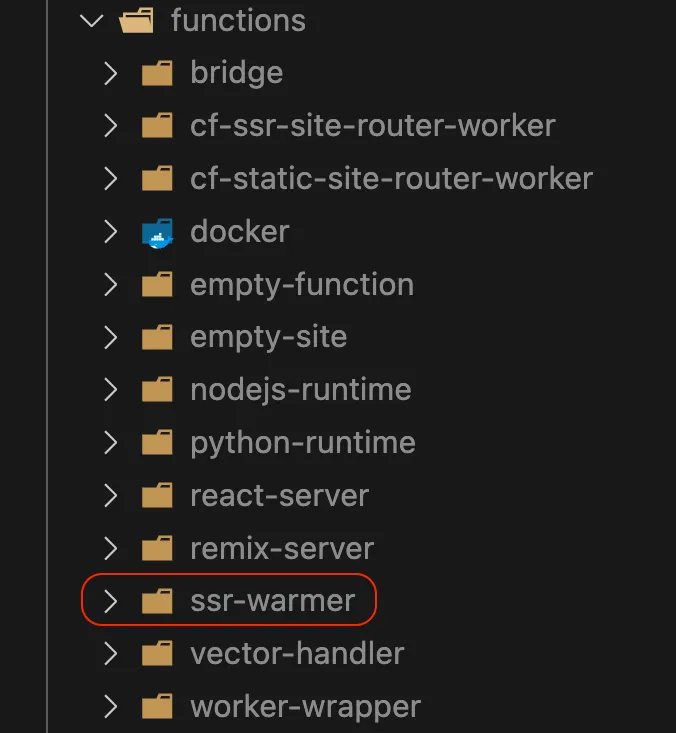 functions
bridge
cf-ssr-site-router-worker
cf-static-site-router-worker
docker
empty-function
empty-site
nodejs-runtime
python-runtime
react-server
remix-server
ssr-warmer
vector-handler
worker-wrapper